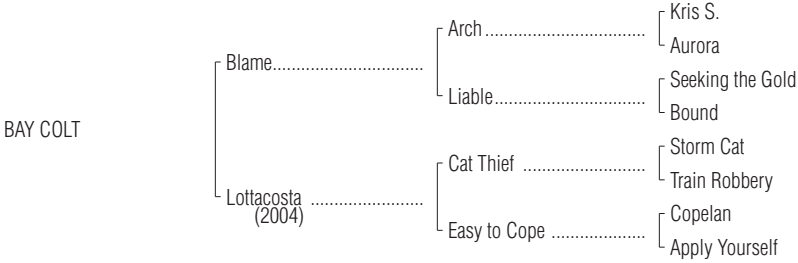 Kris S.
Arch ................................
Aurora
Blame..............................
Seeking the Gold
Liable..............................
Bound
BAY COLT
Storm Cat
Cat Thief .........................
Train Robbery
Lottacosta ......................
(2004)
Copelan
Easy to Cope ...................
Apply Yourself